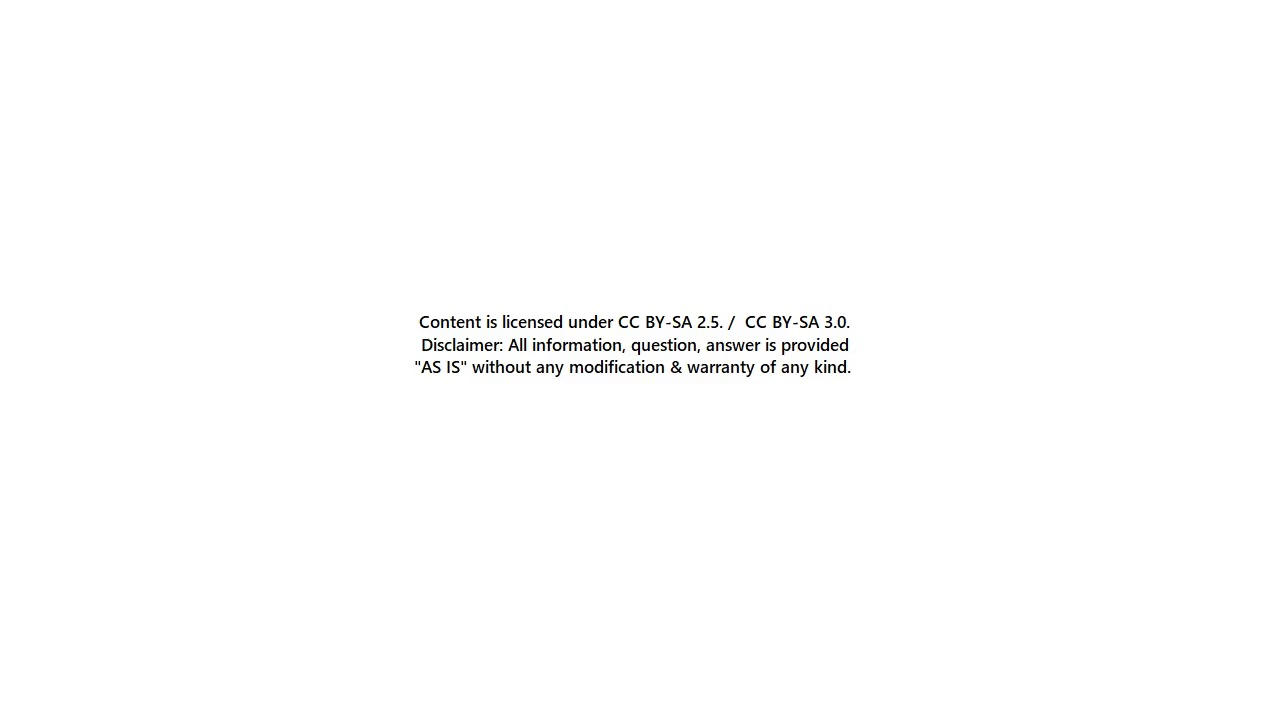 Content is licensed under CC BY-SA 2.5. /  CC BY-SA 3.0.
Disclaimer: All information, question, answer is provided
"AS IS" without any modification & warranty of any kind.